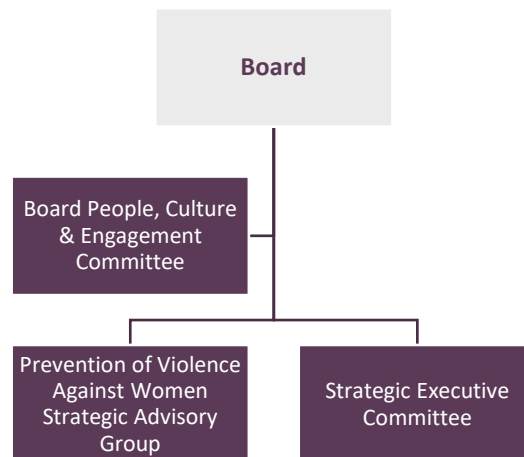 Board
Board People, Culture
& Engagement
Committee
Prevention of Violence
Against Women
Strategic Advisory
Group
Strategic Executive
Committee